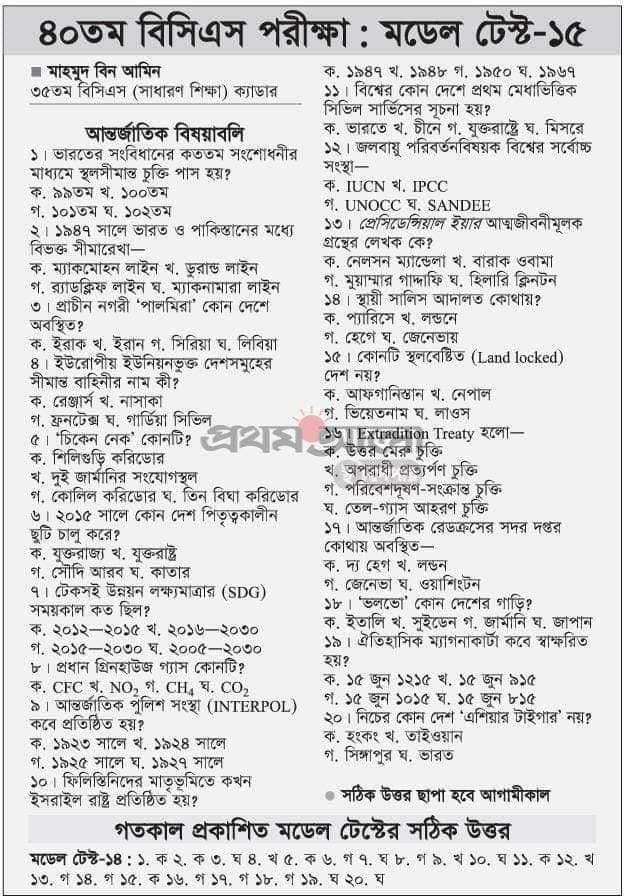 ৪০তম বিসিএস পরীক্ষা : মডেল টেস্ট-১৫
■ মাহমুদ বিন আমিন
৩৫তম বিসিএস (সাধারণ শিক্ষা) ক্যাডার
আন্তর্জাতিক বিষয়াবলি
১। ভারতের সংবিধানের কততম সংশোধনীর
মাধ্যমে স্থলসীমান্ত চুক্তি পাস হয়?
ক. ৯৯তম খ. ১০০তম
গ. ১০১তম ঘ. ১০২তম
২। ১৯৪৭ সালে ভারত ও পাকিস্তানের মধ্যে
বিভক্ত সীমারেখা—
ক. ম্যাকমোহন লাইন খ. ডুরান্ড লাইন
গ. র‍্যাডক্লিফ লাইন ঘ. ম্যাকনামারা লাইন
৩। প্রাচীন নগরী ‘পালমিরা’ কোন দেশে
অবস্থিত?
ক. ইরাক খ. ইরান গ. সিরিয়া ঘ. লিবিয়া
৪। ইউরোপীয় ইউনিয়নভুক্ত দেশসমুহের
সীমান্ত বাহিনীর নাম কী?
ক. রেঞ্জার্স খ. নাসাকা
গ. ফ্রনটেক্স ঘ. গার্ডিয়া সিভিল
৫। ‘চিকেন নেক’ কোনটি?
ক. শিলিগুড়ি করিডোর
খ. দুই জার্মানির সংযোগস্থল
গ. কোলিল করিডোর ঘ. তিন বিঘা করিডোর
৬। ২০১৫ সালে কোন দেশ পিতৃত্বকালীন
ছুটি চালু করে?
ক. যুক্তরাজ্য খ. যুক্তরাষ্ট্র
গ. সৌদি আরব ঘ. কাতার
৭। টেকসই উন্নয়ন লক্ষ্যমাত্রার (SDG)
সময়কাল কত ছিল?
ক. ২০১২—২০১৫ খ. ২০১৬—২০৩০
গ. ২০১৫—২০৩০ ঘ. ২০০৫—২০৩০
৮। প্রধান গ্রিনহাউজ গ্যাস কোনটি?
ক. CFC খ. NO₂ গ. CH₄ ঘ. CO₂
৯। আন্তর্জাতিক পুলিশ সংস্থা (INTERPOL)
কবে প্রতিষ্ঠিত হয়?
ক. ১৯২৩ সালে খ. ১৯২৪ সালে
গ. ১৯২৫ সালে ঘ. ১৯২৭ সালে
১০। ফিলিস্তিনিদের মাতৃভূমিতে কখন
ইসরাইল রাষ্ট্র প্রতিষ্ঠিত হয়?
ক. ১৯৪৭ খ. ১৯৪৮ গ. ১৯৫০ ঘ. ১৯৬৭
১১। বিশ্বের কোন দেশে প্রথম মেধাভিত্তিক
সিভিল সার্ভিসের সূচনা হয়?
ক. ভারতে খ. চীনে গ. যুক্তরাষ্ট্রে ঘ. মিসরে
১২। জলবায়ু পরিবর্তনবিষয়ক বিশ্বের সর্বোচ্চ
সংস্থা—
ক. IUCN খ. IPCC
গ. UNOCC ঘ. SANDEE
১৩। প্রেসিডেন্সিয়াল ইয়ার আত্মজীবনীমূলক
গ্রন্থের লেখক কে?
ক. নেলসন ম্যান্ডেলা খ. বারাক ওবামা
গ. মুয়াম্মার গাদ্দাফি ঘ. হিলারি ক্লিনটন
১৪। স্থায়ী সালিস আদালত কোথায়?
ক. প্যারিসে খ. লন্ডনে
গ. হেগে ঘ. জেনেভায়
১৫। কোনটি স্থলবেষ্টিত (Land locked)
দেশ নয়?
ক. আফগানিস্তান খ. নেপাল
গ. ভিয়েতনাম ঘ. লাওস
প্রথম আলো
১৬। Extradition Treaty হলো—
ক. উত্তর মেরু চুক্তি
খ. অপরাধী প্রত্যর্পণ চুক্তি
গ. পরিবেশদূষণ-সংক্রান্ত চুক্তি
ঘ. তেল-গ্যাস আহরণ চুক্তি
১৭। আন্তর্জাতিক রেডক্রসের সদর দপ্তর
কোথায় অবস্থিত—
ক. দ্য হেগ খ. লন্ডন
গ. জেনেভা ঘ. ওয়াশিংটন
১৮। ‘ভলভো’ কোন দেশের গাড়ি?
ক. ইতালি খ. সুইডেন গ. জার্মানি ঘ. জাপান
১৯। ঐতিহাসিক ম্যাগনাকার্টা কবে স্বাক্ষরিত
হয়?
ক. ১৫ জুন ১২১৫ খ. ১৫ জুন ৯১৫
গ. ১৫ জুন ১০১৫ ঘ. ১৫ জুন ৮১৫
২০। নিচের কোন দেশ ‘এশিয়ার টাইগার’ নয়?
ক. হংকং খ. তাইওয়ান
গ. সিঙ্গাপুর ঘ. ভারত
● সঠিক উত্তর ছাপা হবে আগামীকাল
গতকাল প্রকাশিত মডেল টেস্টের সঠিক উত্তর
মডেল টেস্ট-১৪ : ১. ক ২. ক ৩. ঘ ৪. খ ৫. ক ৬. গ ৭. ঘ ৮. গ ৯. খ ১০. ঘ ১১. ক ১২. খ
১৩. গ ১৪. গ ১৫. ক ১৬. গ ১৭. গ ১৮. গ ১৯. ঘ ২০. ঘ